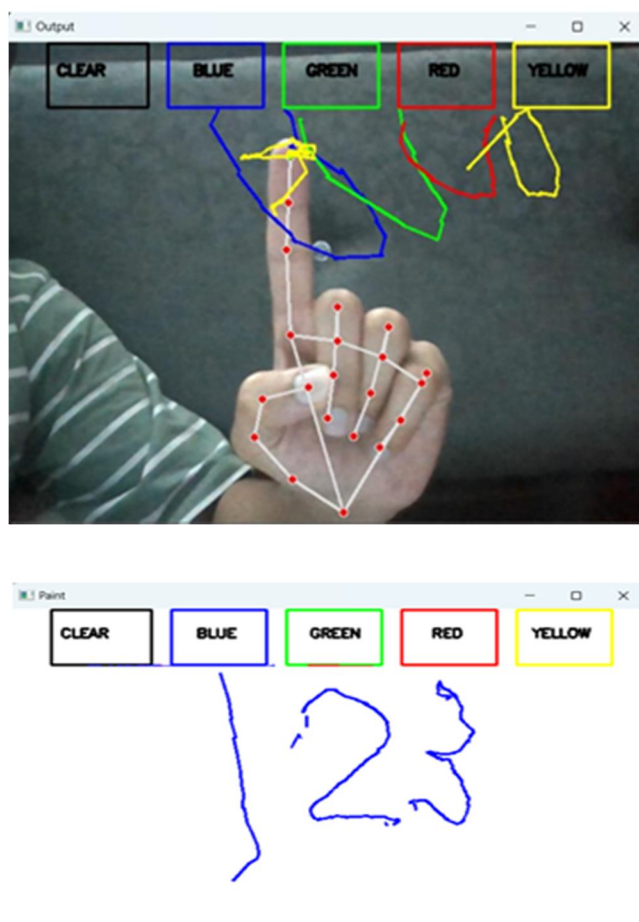 Output
CLEAR BLUE GREEN RED YELLOW
Paint
CLEAR BLUE GREEN RED YELLOW
123